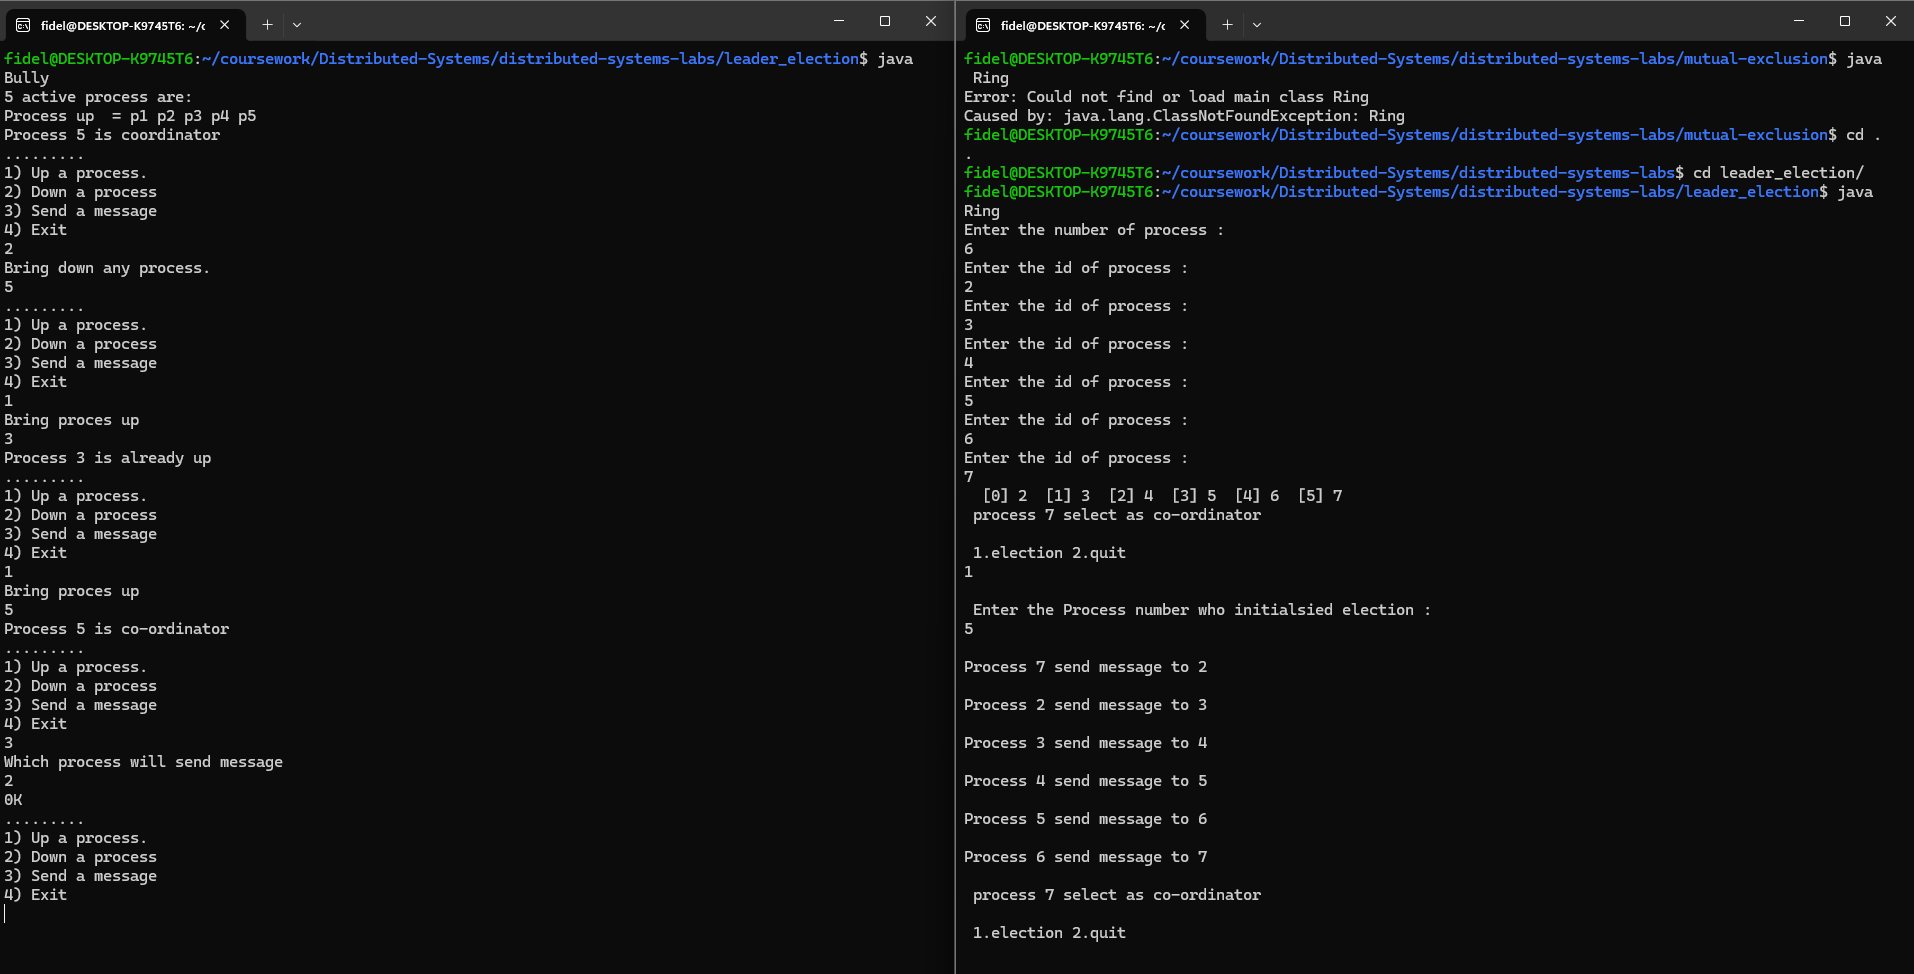 fidel@DESKTOP-K9745T6: ~/c
fidel@DESKTOP-K9745T6:~/coursework/Distributed-Systems/distributed-systems-labs/leader_election$ java
Bully
5 active process are:
Process up  = p1 p2 p3 p4 p5
Process 5 is coordinator
.........
1) Up a process.
2) Down a process
3) Send a message
4) Exit
2
Bring down any process.
5
.........
1) Up a process.
2) Down a process
3) Send a message
4) Exit
1
Bring proces up
3
Process 3 is already up
.........
1) Up a process.
2) Down a process
3) Send a message
4) Exit
1
Bring proces up
5
Process 5 is co-ordinator
.........
1) Up a process.
2) Down a process
3) Send a message
4) Exit
3
Which process will send message
2
0K
.........
1) Up a process.
2) Down a process
3) Send a message
4) Exit
fidel@DESKTOP-K9745T6: ~/c
fidel@DESKTOP-K9745T6:~/coursework/Distributed-Systems/distributed-systems-labs/mutual-exclusion$ java
 Ring
Error: Could not find or load main class Ring
Caused by: java.lang.ClassNotFoundException: Ring
fidel@DESKTOP-K9745T6:~/coursework/Distributed-Systems/distributed-systems-labs/mutual-exclusion$ cd .
.
fidel@DESKTOP-K9745T6:~/coursework/Distributed-Systems/distributed-systems-labs$ cd leader_election/
fidel@DESKTOP-K9745T6:~/coursework/Distributed-Systems/distributed-systems-labs/leader_election$ java
Ring
Enter the number of process :
6
Enter the id of process :
2
Enter the id of process :
3
Enter the id of process :
4
Enter the id of process :
5
Enter the id of process :
6
Enter the id of process :
7
  [0] 2  [1] 3  [2] 4  [3] 5  [4] 6  [5] 7
 process 7 select as co-ordinator
 1.election 2.quit
1
 Enter the Process number who initialsied election :
5
Process 7 send message to 2
Process 2 send message to 3
Process 3 send message to 4
Process 4 send message to 5
Process 5 send message to 6
Process 6 send message to 7
 process 7 select as co-ordinator
 1.election 2.quit